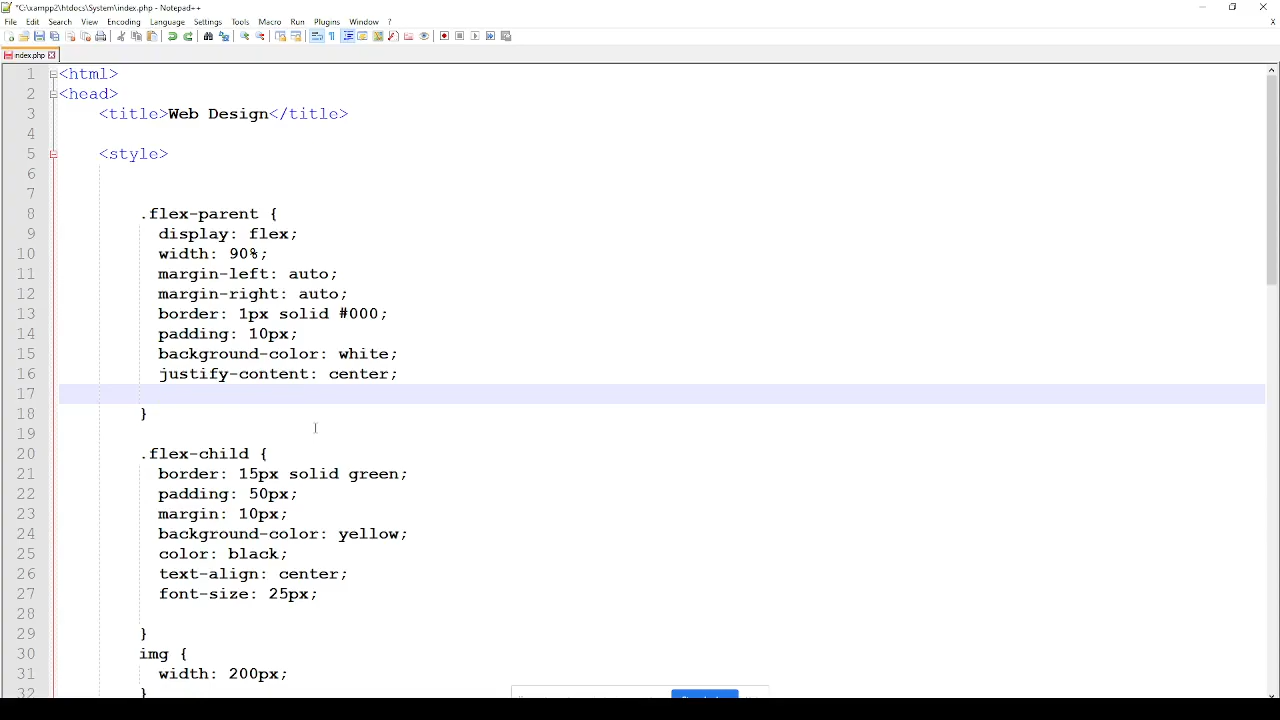 *C:\xampp2\htdocs\System\index.php - Notepad++
File Edit Search View Encoding Language Settings Tools Macro Run Plugins Window ?
X
index.php
1 <html>
2 <head>
3 <title>Web Design</title>
4
5 <style>
6
7
8 .flex-parent {
9 display: flex;
10 width: 90%;
11 margin-left: auto;
12 margin-right: auto;
13 border: 1px solid #000;
14 padding: 10px;
15 background-color: white;
16 justify-content: center;
17
18 }
19
20 .flex-child {
21 border: 15px solid green;
22 padding: 50px;
23 margin: 10px;
24 background-color: yellow;
25 color: black;
26 text-align: center;
27 font-size: 25px;
28
29 }
30 img {
31 width: 200px;
32 }